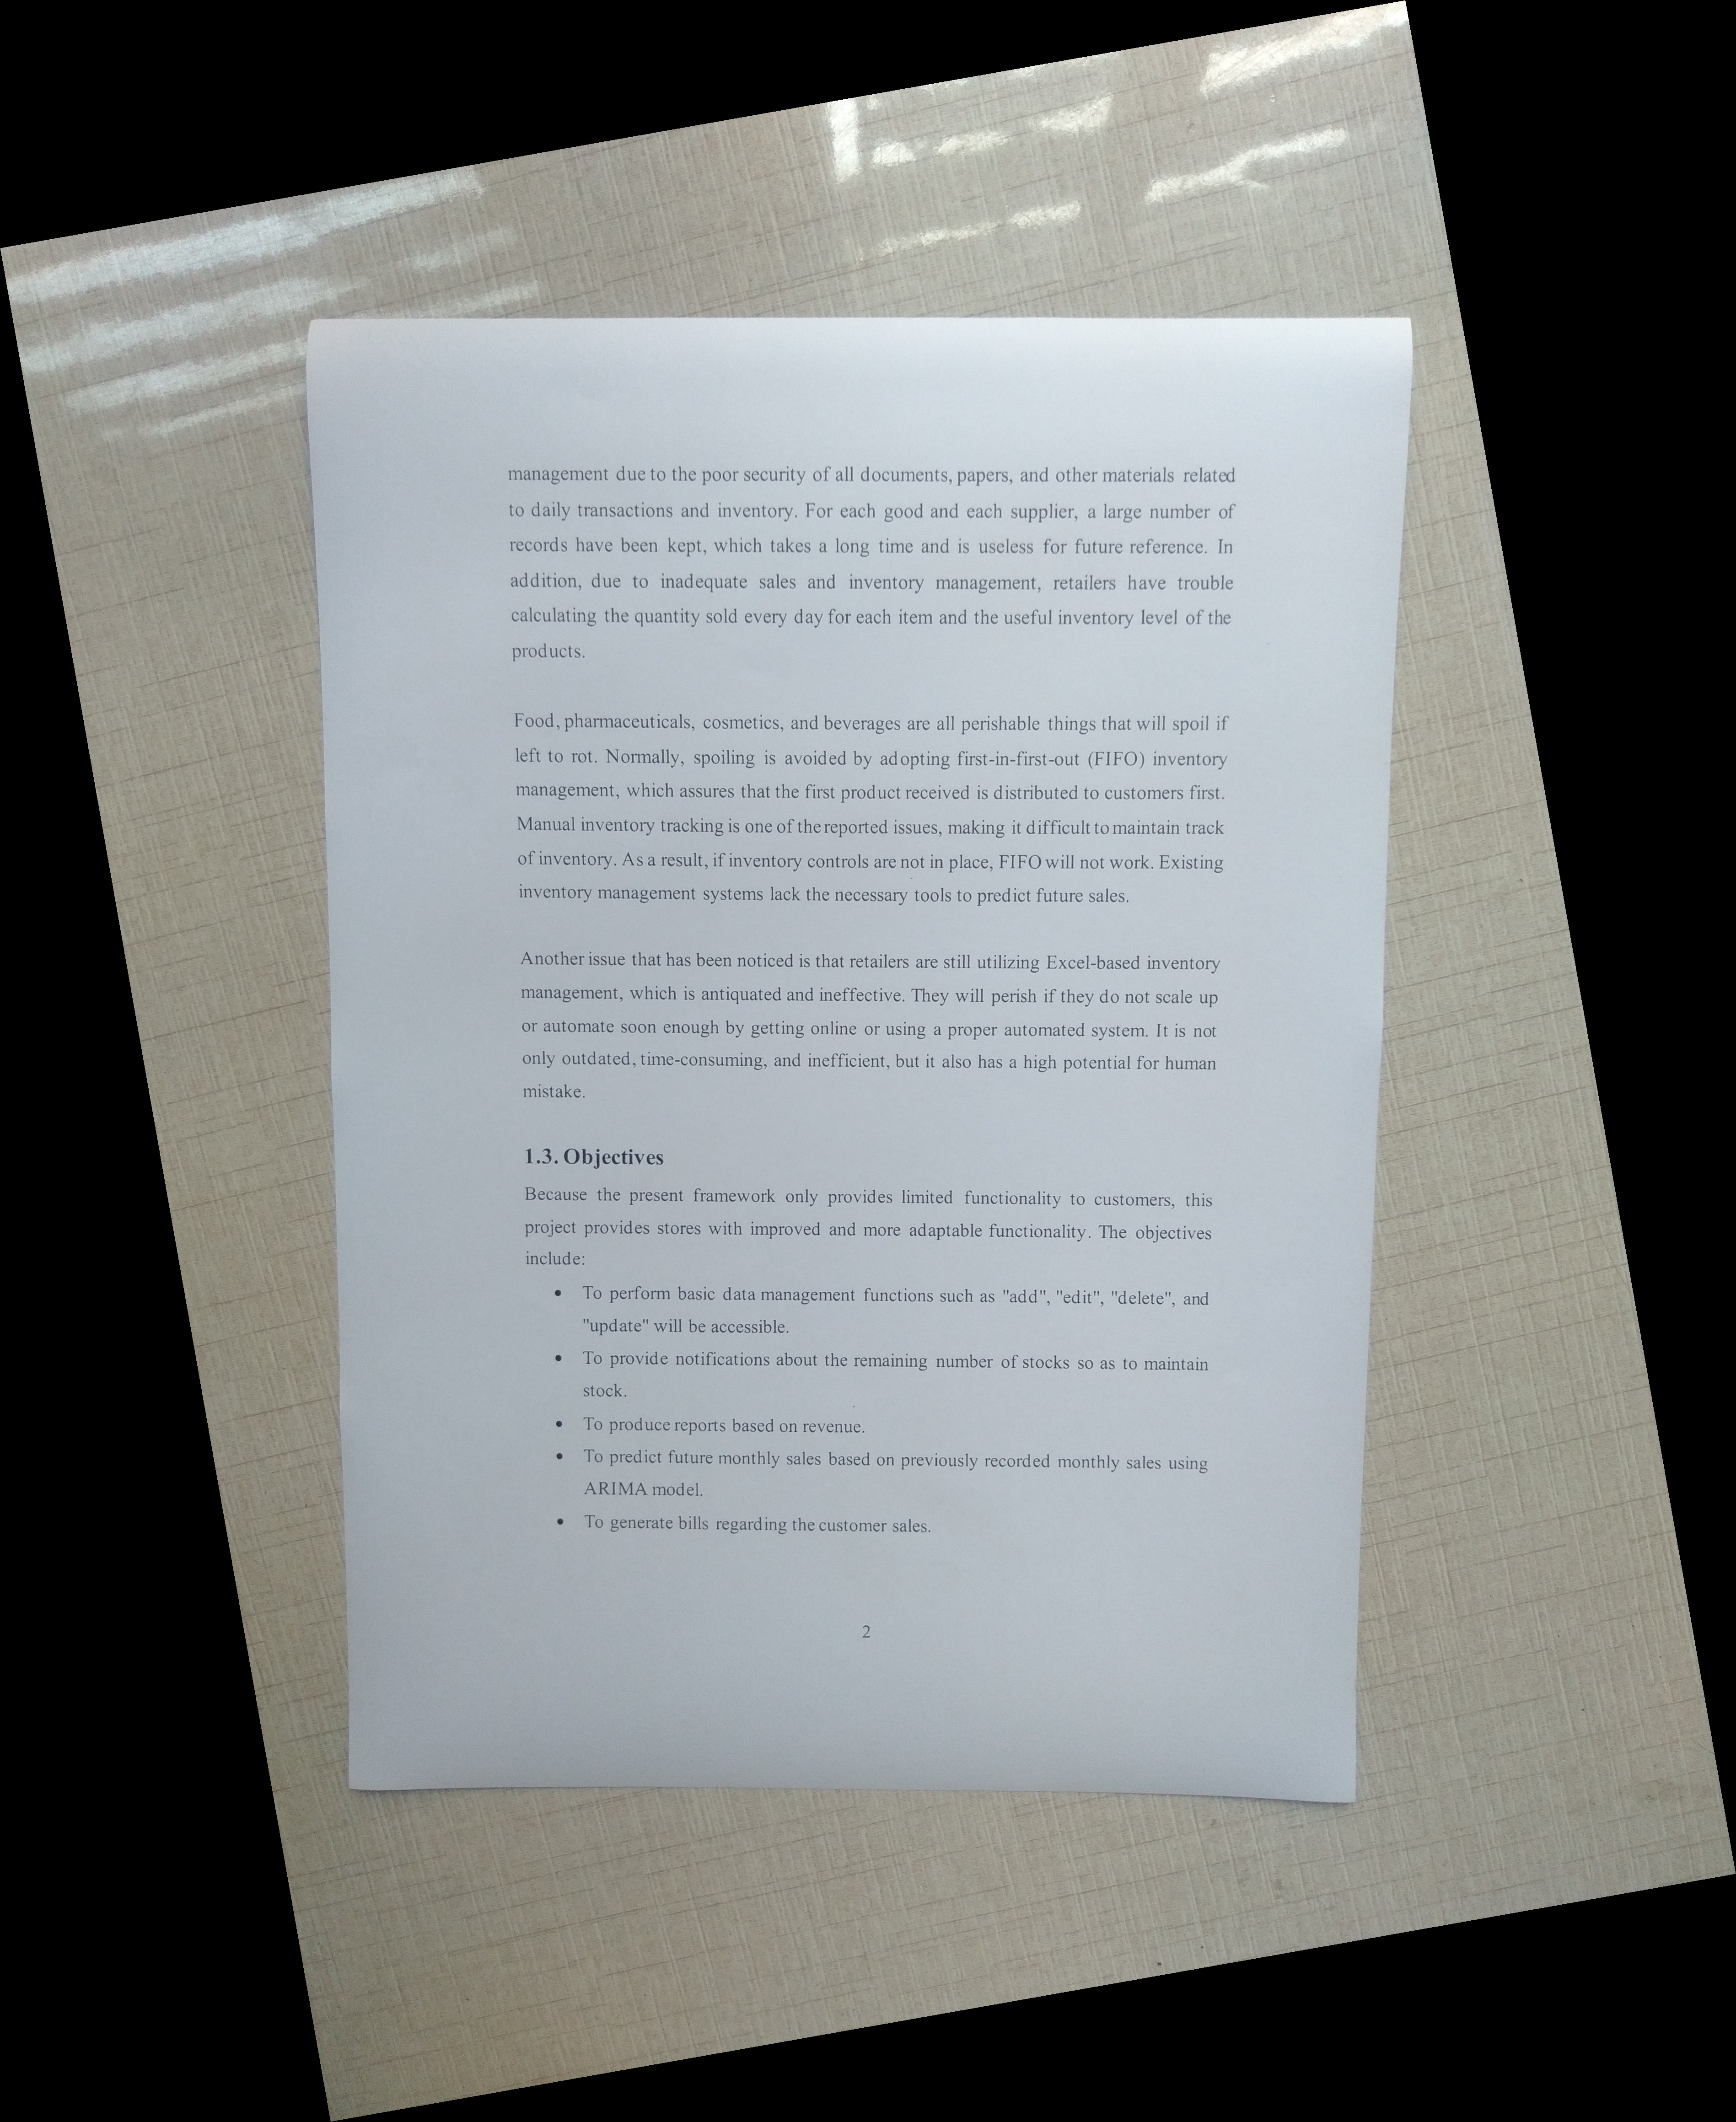 management due to the poor security of all documents, papers, and other materials related
to daily transactions and inventory. For each good and each supplier, a large number of
records have been kept, which takes a long time and is useless for future reference. In
addition, due to inadequate sales and inventory management, retailers have trouble
calculating the quantity sold every day for each item and the useful inventory level of the
products.
Food, pharmaceuticals, cosmetics, and beverages are all perishable things that will spoil if
left to rot. Normally, spoiling is avoided by adopting first-in-first-out (FIFO) inventory
management, which assures that the first product received is distributed to customers first.
Manual inventory tracking is one of the reported issues, making it difficult to maintain track
of inventory. As a result, if inventory controls are not in place, FIFO will not work. Existing
inventory management systems lack the necessary tools to predict future sales.
Another issue that has been noticed is that retailers are still utilizing Excel-based inventory
management, which is antiquated and ineffective. They will perish if they do not scale up
or automate soon enough by getting online or using a proper automated system. It is not
only outdated, time-consuming, and inefficient, but it also has a high potential for human
mistake.
1.3. Objectives
Because the present framework only provides limited functionality to customers, this
project provides stores with improved and more adaptable functionality. The objectives
include:
• To perform basic data management functions such as "add", "edit", "delete", and
"update" will be accessible.
• To provide notifications about the remaining number of stocks so as to maintain
stock.
• To produce reports based on revenue.
• To predict future monthly sales based on previously recorded monthly sales using
ARIMA model.
• To generate bills regarding the customer sales.
2